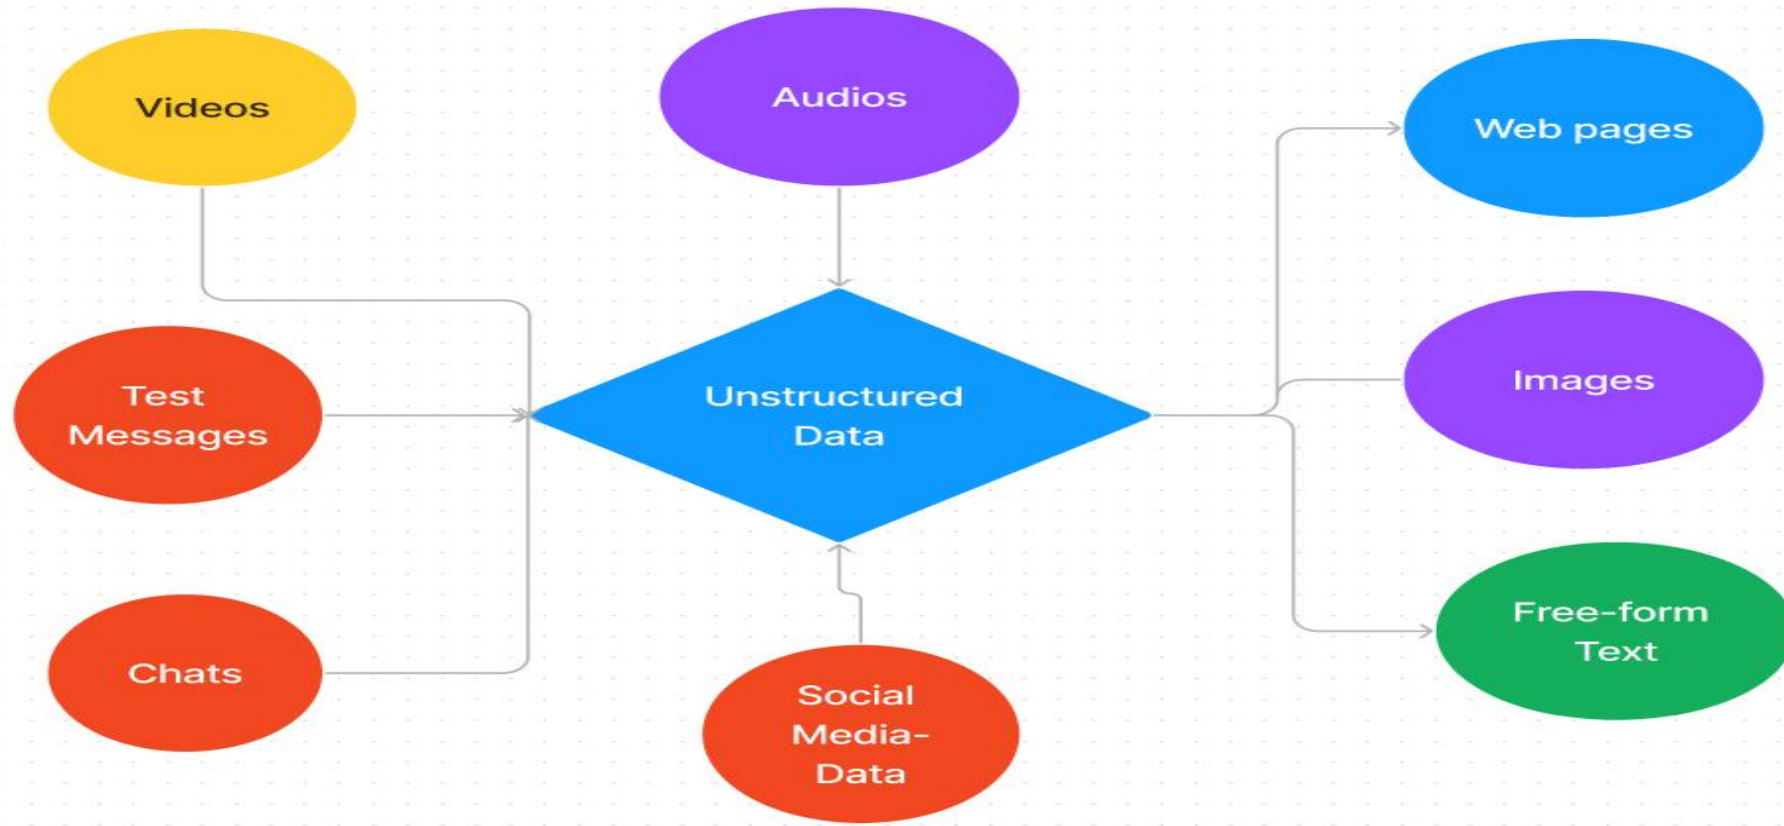 Videos
Audios
Web pages
Test
Messages
Unstructured
Data
Images
Chats
Social
Media-
Data
Free-form
Text